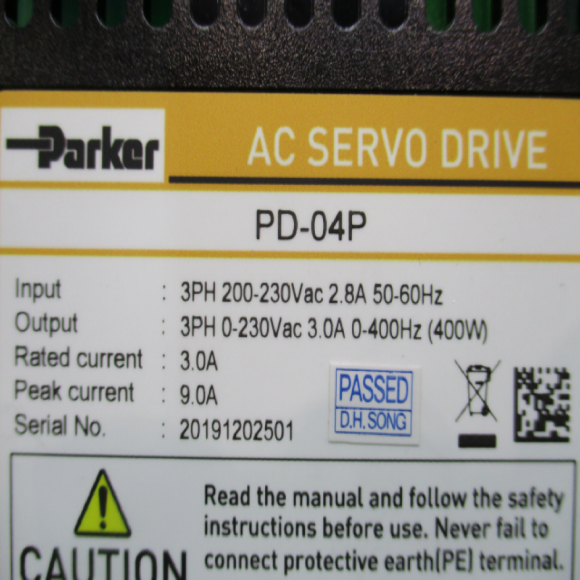 Parker
AC SERVO DRIVE
PD-04P
Input : 3PH 200-230Vac 2.8A 50-60Hz
Output : 3PH 0-230Vac 3.0A 0-400Hz (400W)
Rated current : 3.0A
Peak current : 9.0A
Serial No. : 20191202501
PASSED
D.H. SONG
CAUTION
Read the manual and follow the safety
instructions before use. Never fail to
connect protective earth(PE) terminal.